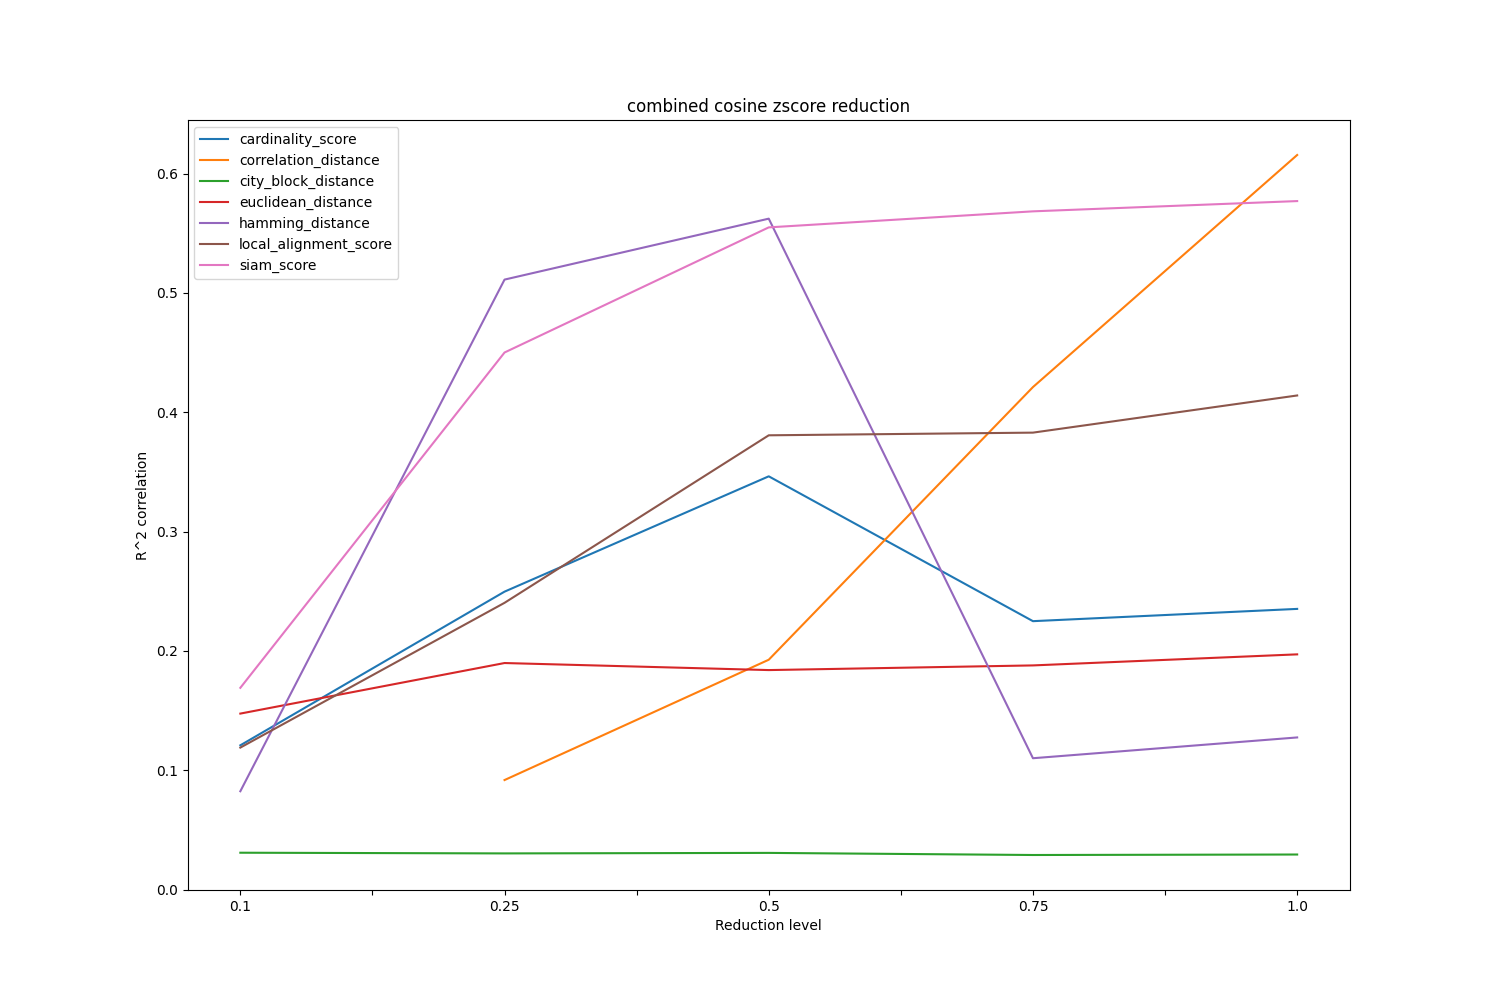 combined cosine zscore reduction
cardinality_score
correlation_distance
city_block_distance
euclidean_distance
hamming_distance
local_alignment_score
siam_score
0.6
0.5
0.4
0.3
0.2
0.1
0.0
R^2 correlation
0.1 0.25 0.5 0.75 1.0
Reduction level